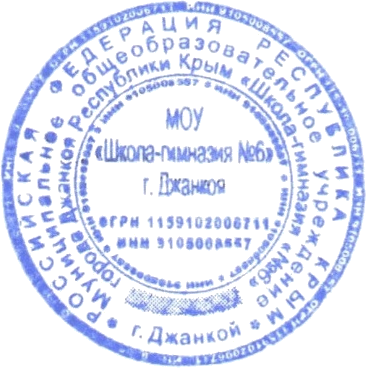 РОССИЙСКАЯ ФЕДЕРАЦИЯ РЕСПУБЛИКА КРЫМ
г. Джанкой
Муниципальное общеобразовательное учреждение
города Джанкоя Республики Крым «Школа-гимназия «№6»
МОУ
«Школа-гимназия №6»
г. Джанкоя
ОГРН 1159102006711
ИНН 9105008557